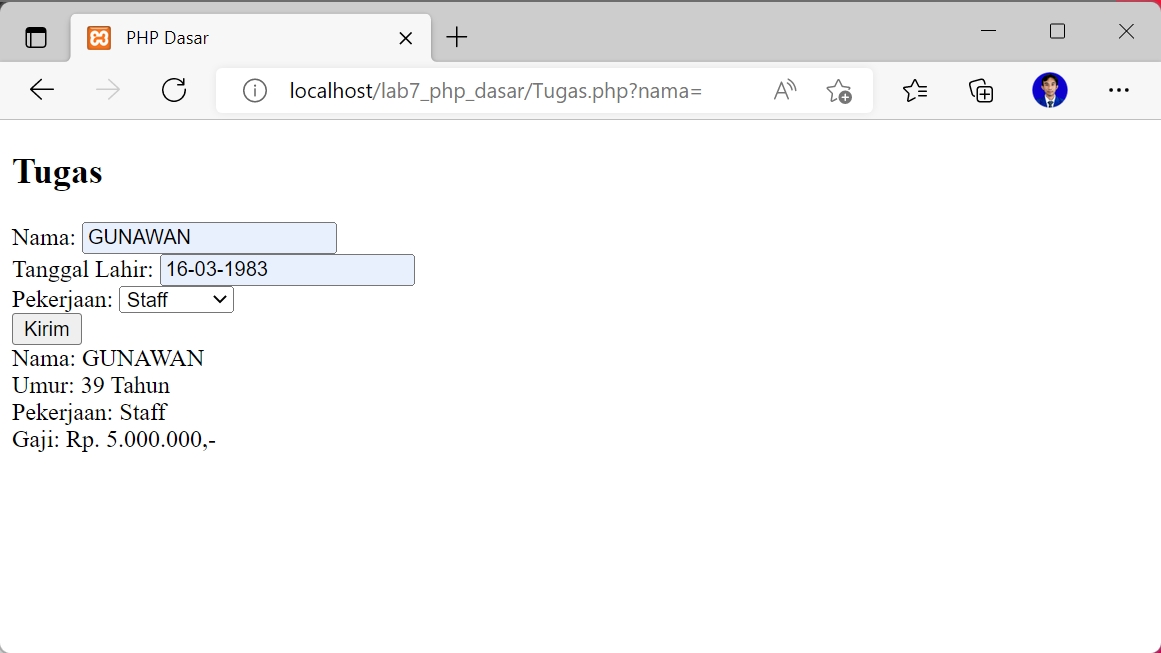 PHP Dasar
localhost/lab7_php_dasar/Tugas.php?nama=
Tugas
Nama: GUNAWAN
Tanggal Lahir: 16-03-1983
Pekerjaan: Staff
Kirim
Nama: GUNAWAN
Umur: 39 Tahun
Pekerjaan: Staff
Gaji: Rp. 5.000.000,-